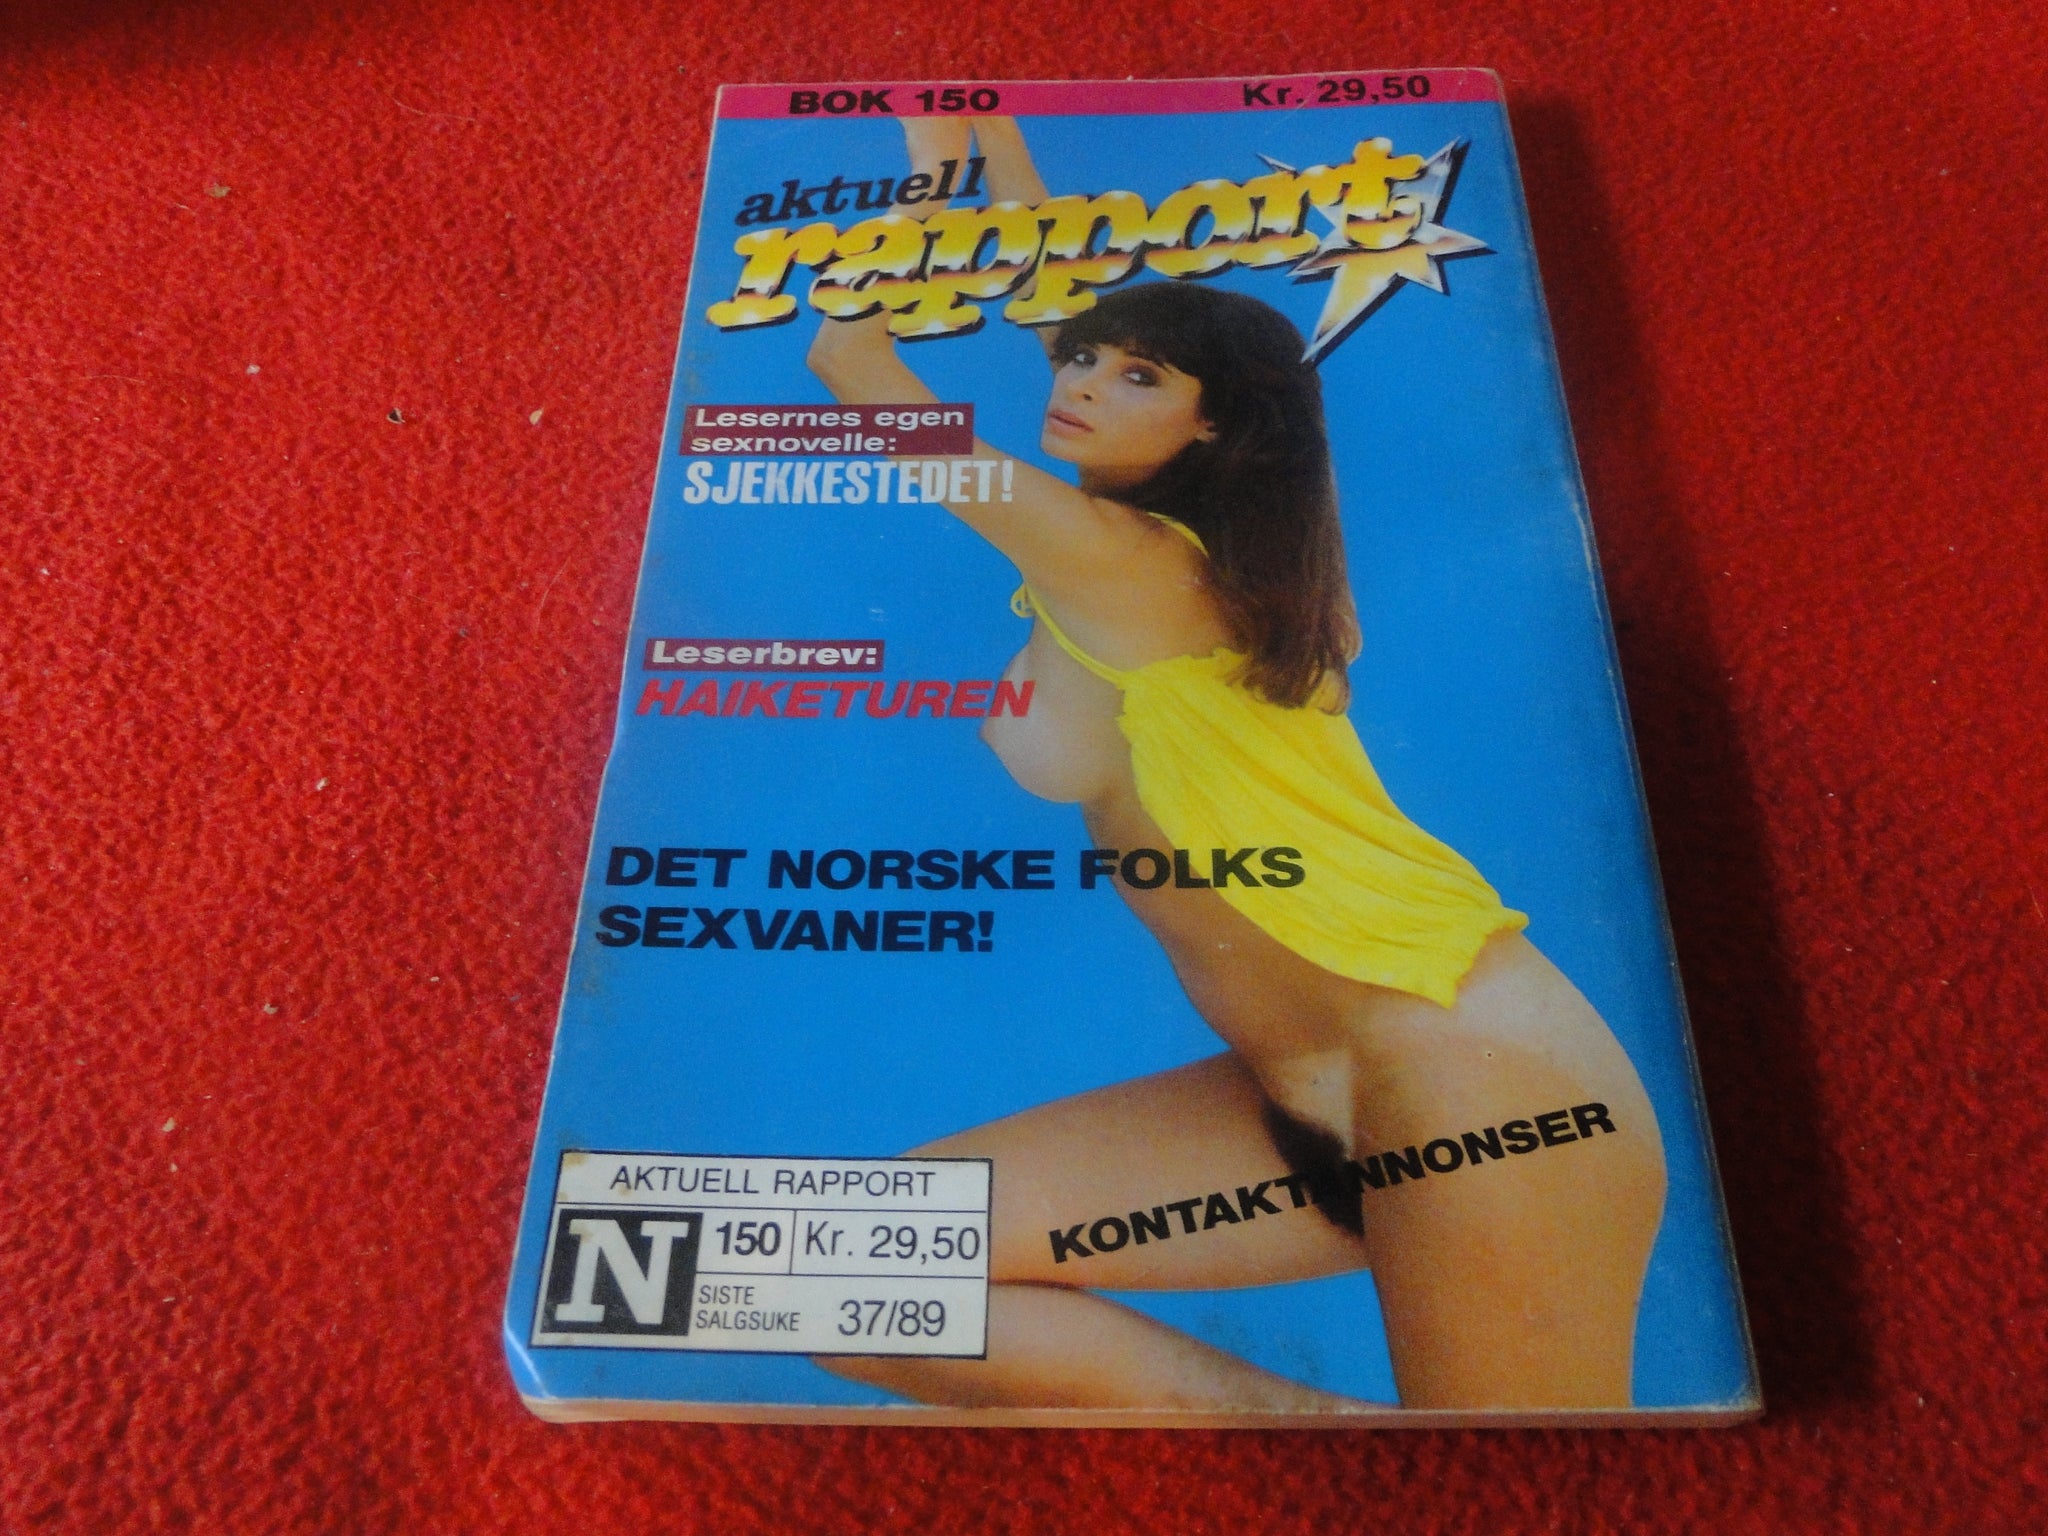 BOK 150 Kr. 29,50
aktuell
rapport
Lesernes egen
sexnovelle:
SJEKKESTEDET!
Leserbrev:
HAIKETUREN
DET NORSKE FOLKS
SEXVANER!
KONTAKTANNONSER
AKTUELL RAPPORT
N 150 Kr. 29,50
SISTE
SALGSUKE 37/89